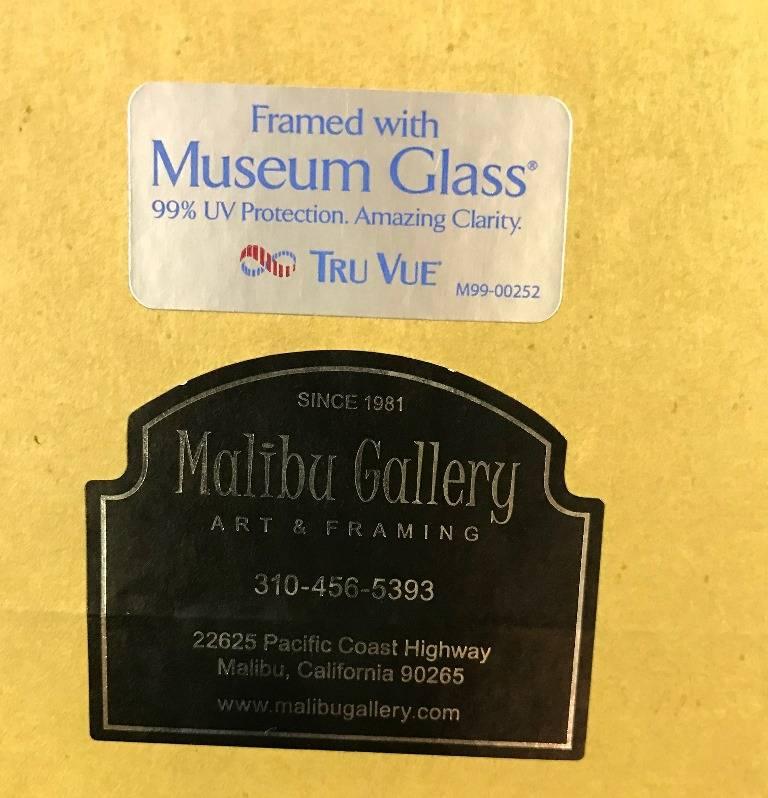 Framed with
Museum Glass®
99% UV Protection. Amazing Clarity.
TRU VUE
M99-00252
SINCE 1981
Malibu Gallery
ART & FRAMING
310-456-5393
22625 Pacific Coast Highway
Malibu, California 90265
www.malibugallery.com